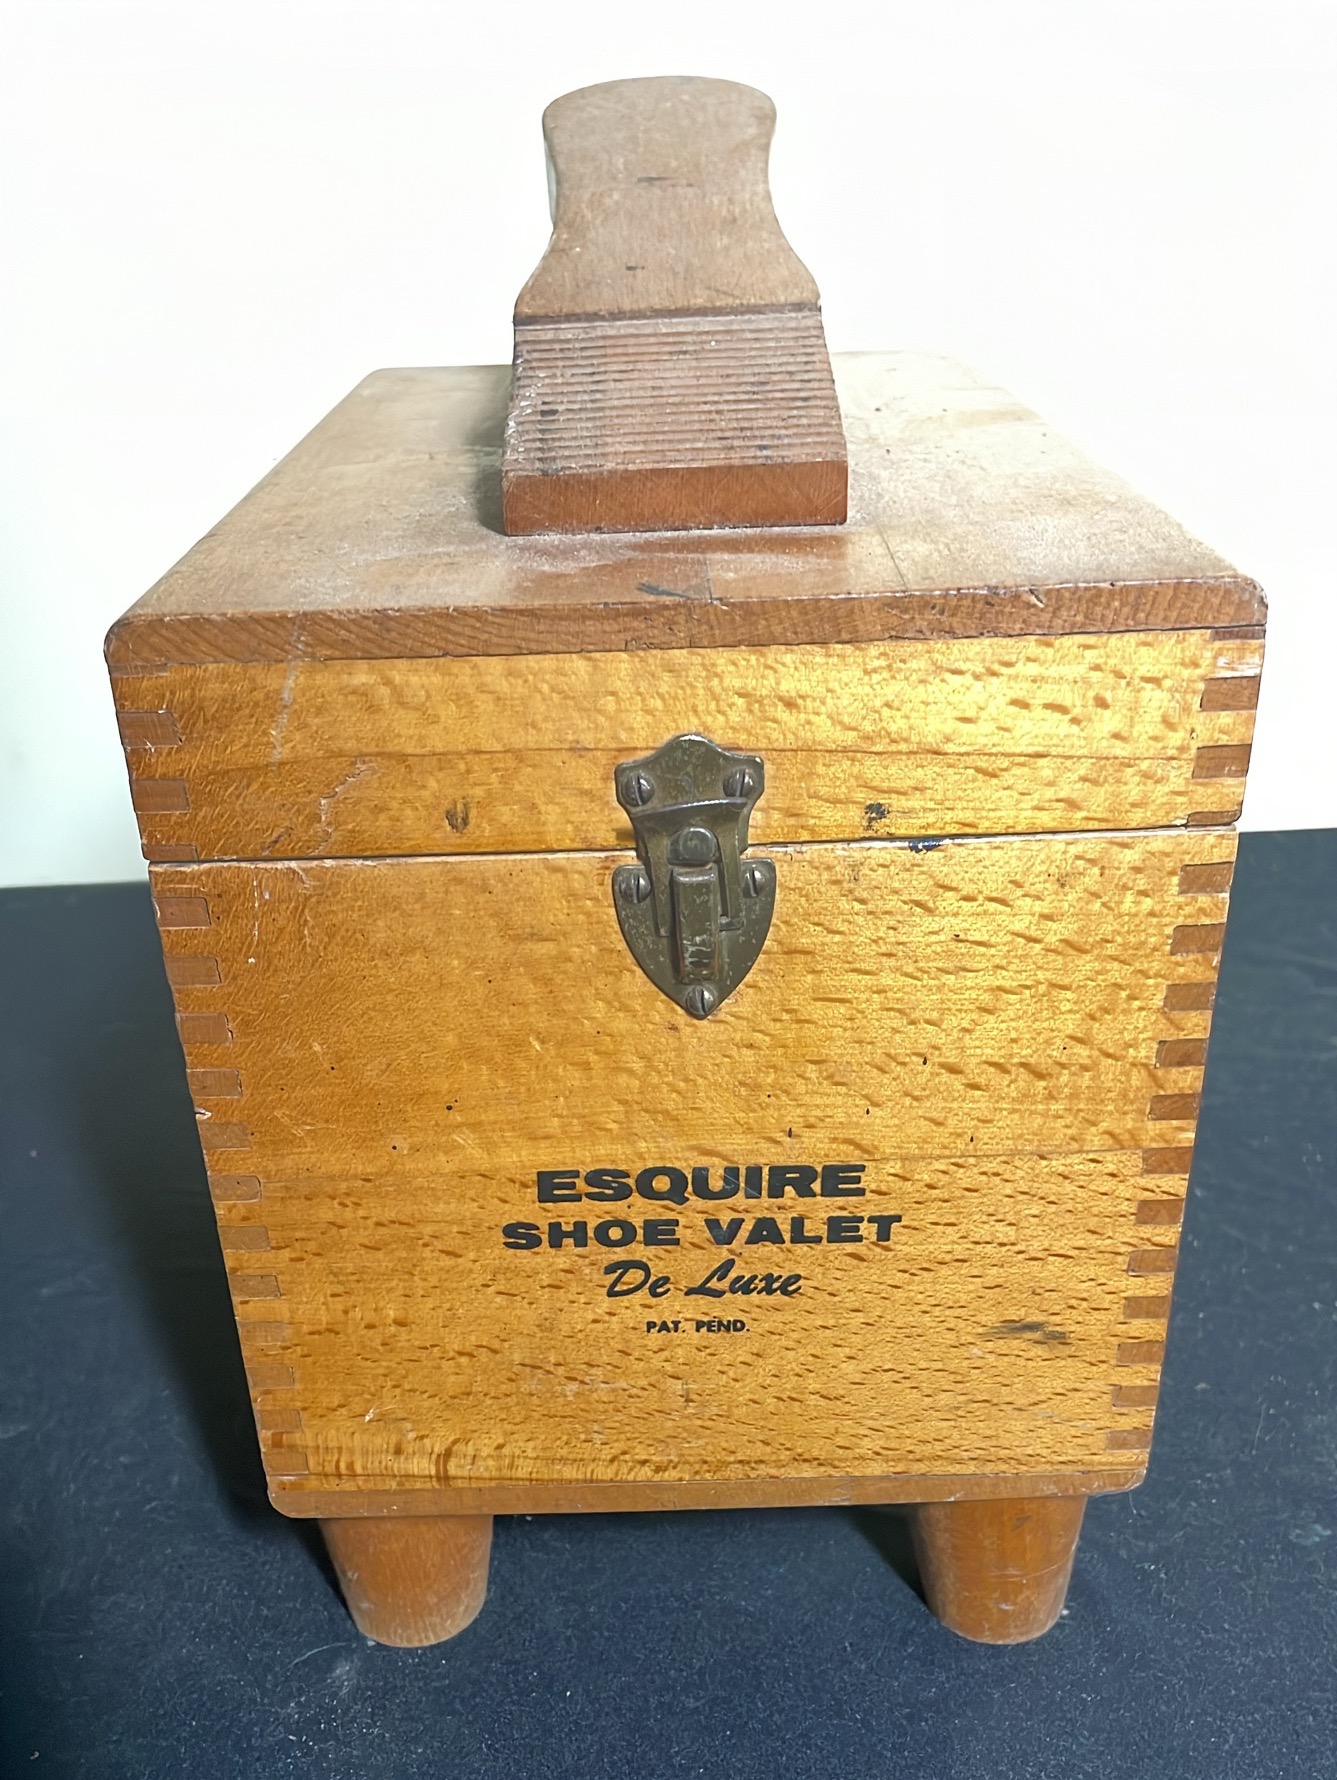 ESQUIRE
SHOE VALET
De Luxe
PAT. PEND.